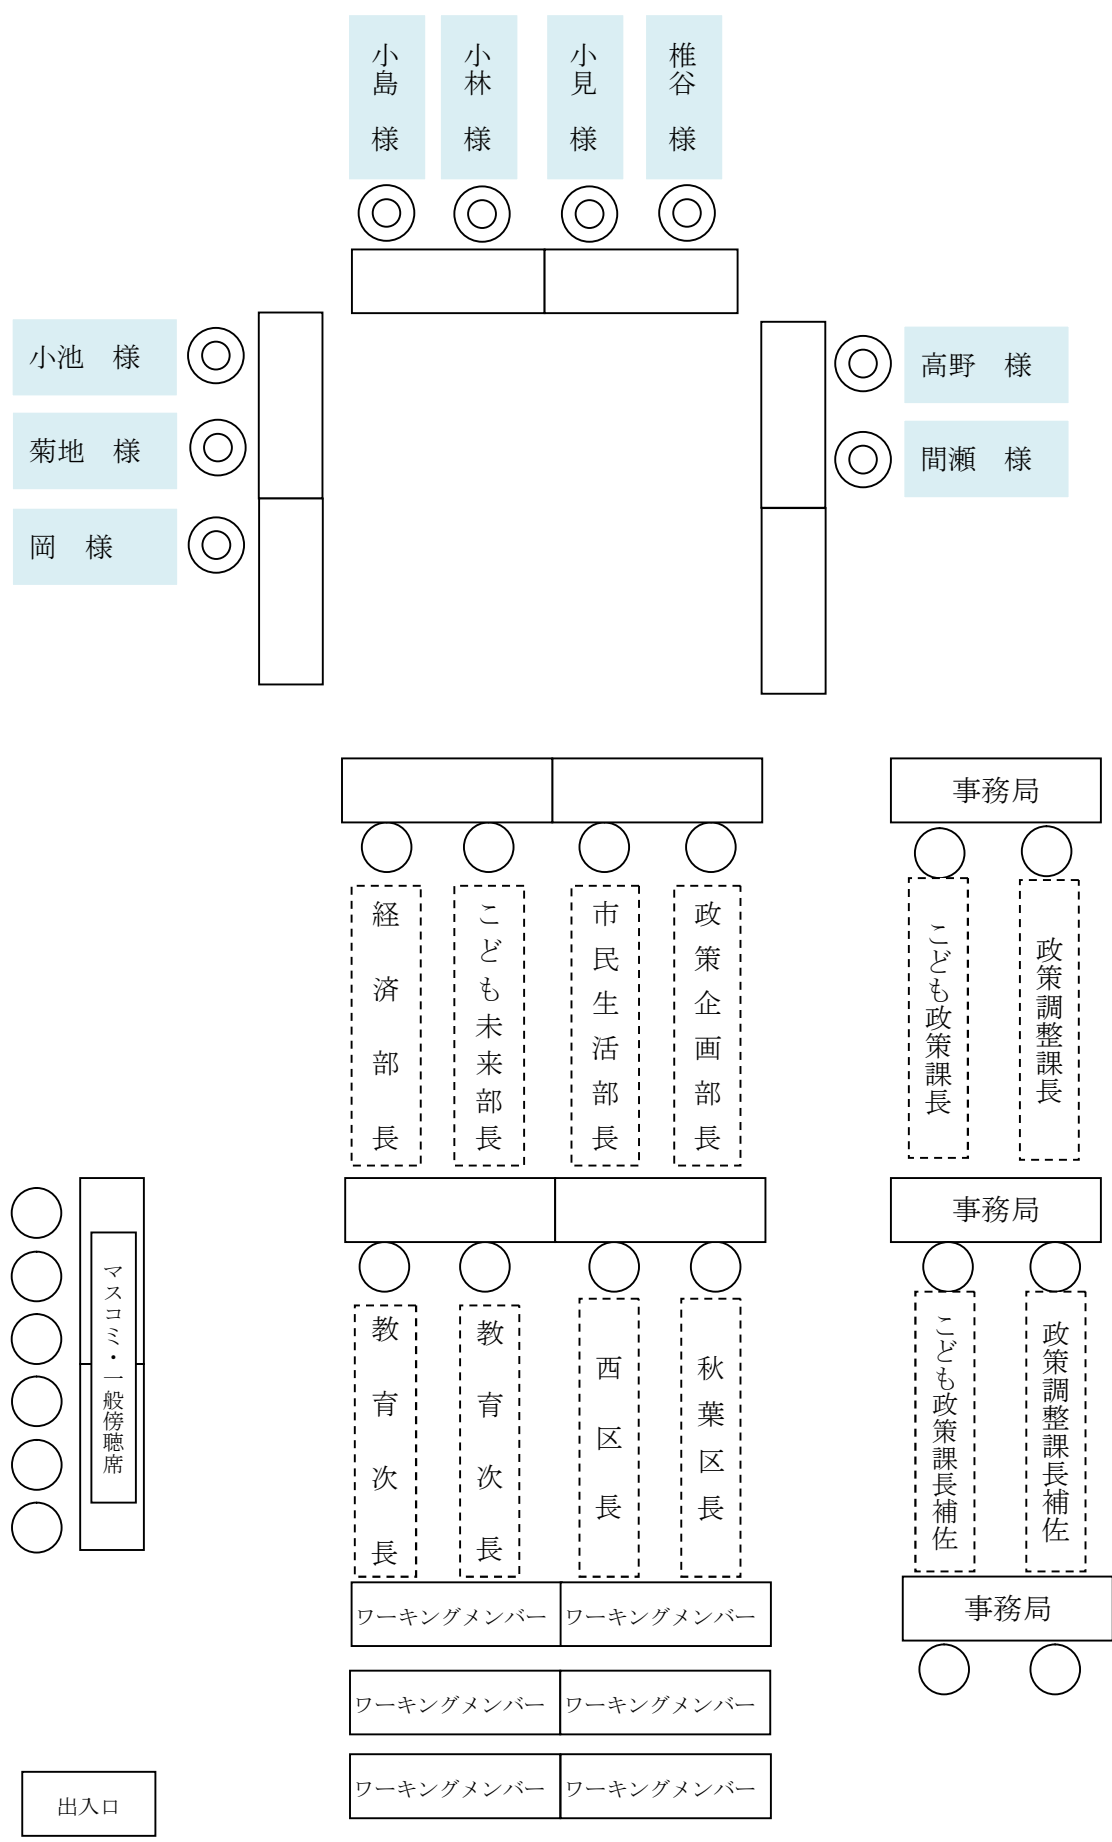 小島　様
小林　様
小見　様
椎谷　様
小池　様
菊地　様
岡　様
高野　様
間瀬　様
事務局
経済部長
こども未来部長
市民生活部長
政策企画部長
こども政策課長
政策調整課長
事務局
マスコミ・一般傍聴席
教育次長
教育次長
西区長
秋葉区長
こども政策課長補佐
政策調整課長補佐
ワーキングメンバー
ワーキングメンバー
事務局
ワーキングメンバー
ワーキングメンバー
ワーキングメンバー
ワーキングメンバー
出入口